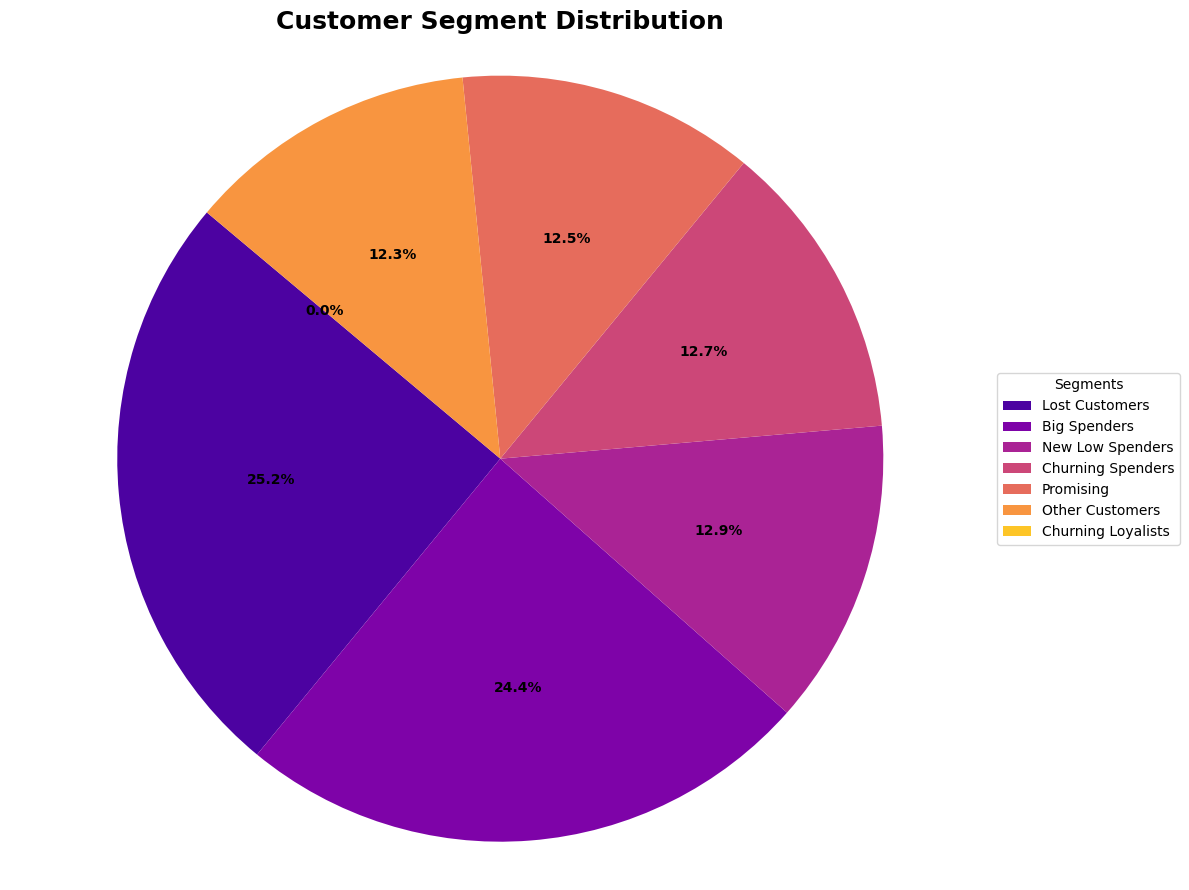 Customer Segment Distribution
12.5%
12.3%
0.0%
12.7%
25.2%
12.9%
24.4%
Segments
Lost Customers
Big Spenders
New Low Spenders
Churning Spenders
Promising
Other Customers
Churning Loyalists